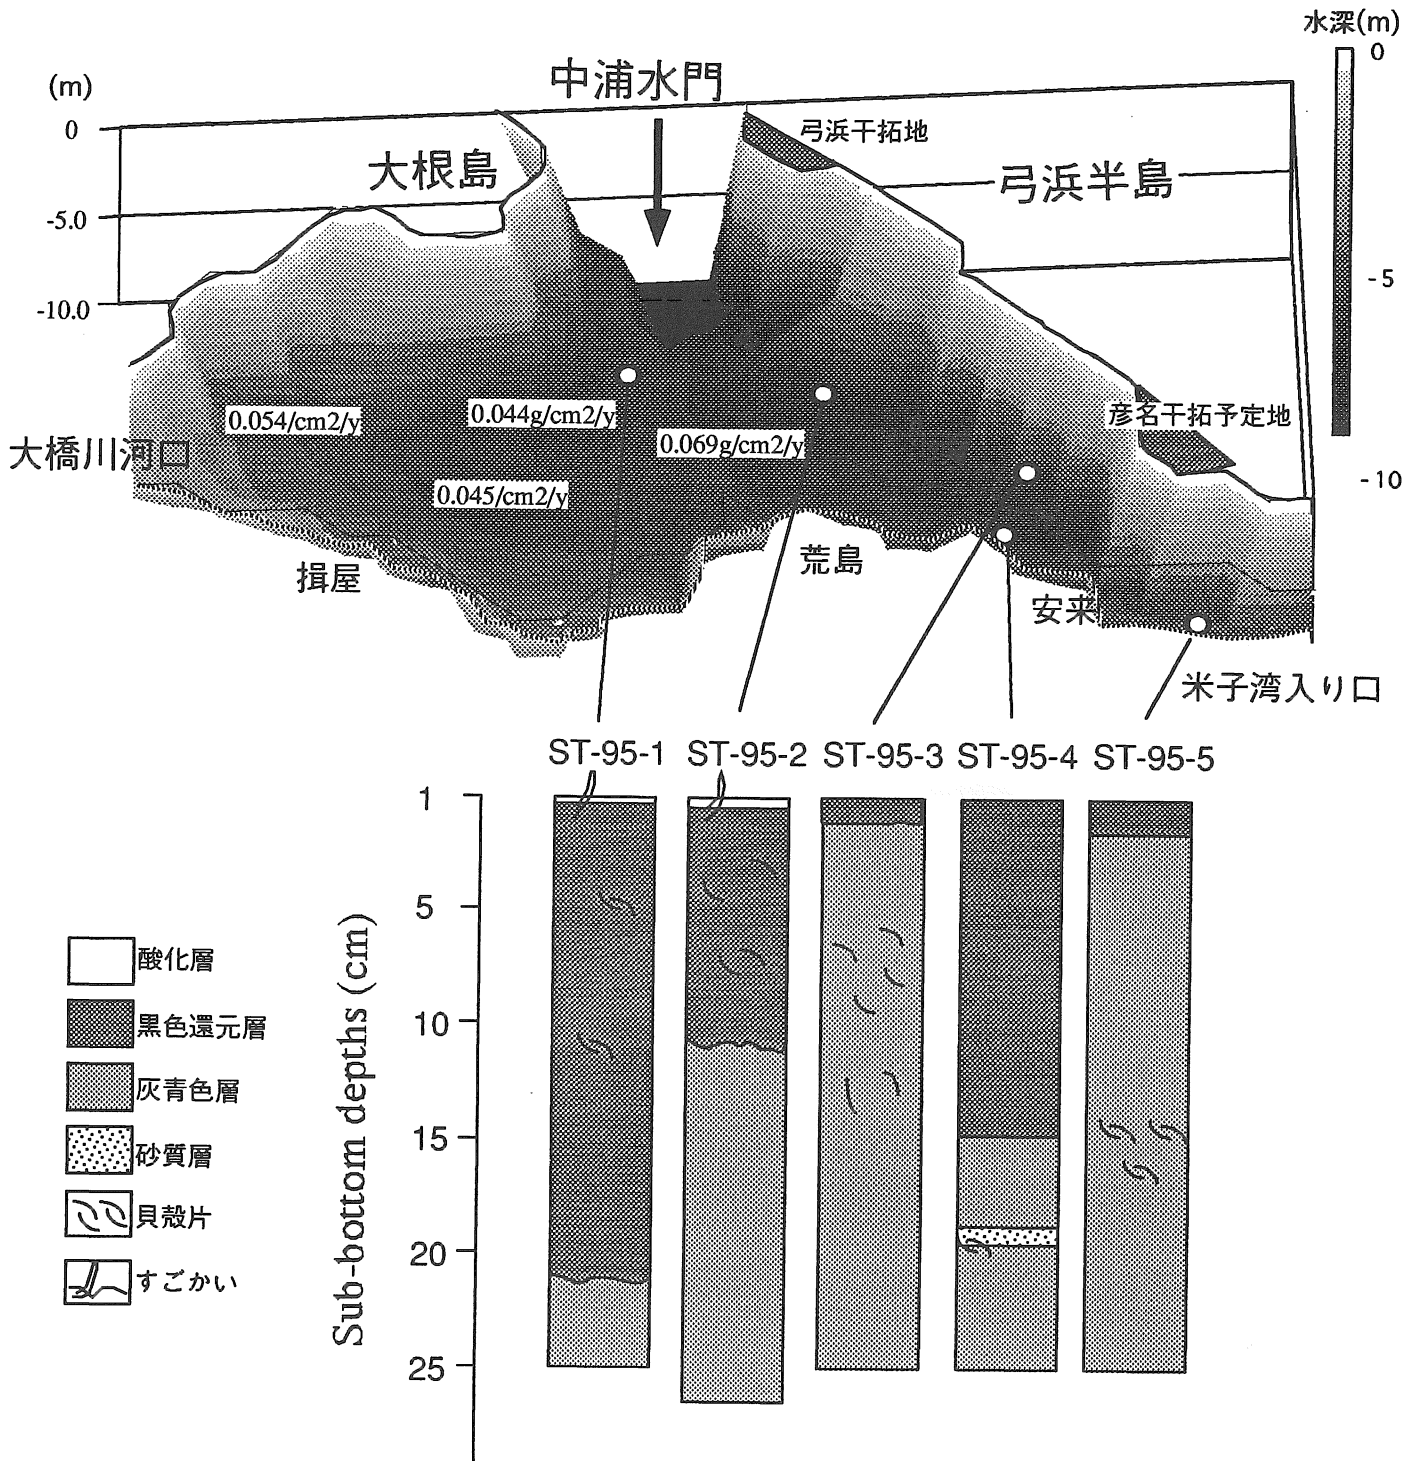 水深(m)
0
-5
-10
(m)
0
-5.0
-10.0
中浦水門
弓浜干拓地
大根島
弓浜半島
彦名干拓予定地
0.054/cm2/y
0.044g/cm2/y
0.069g/cm2/y
0.045/cm2/y
大橋川河口
揖屋
荒島
安来
米子湾入り口
ST-95-1
ST-95-2
ST-95-3
ST-95-4
ST-95-5
1
5
10
15
20
25
Sub-bottom depths (cm)
酸化層
黒色還元層
灰青色層
砂質層
貝殻片
すごかい